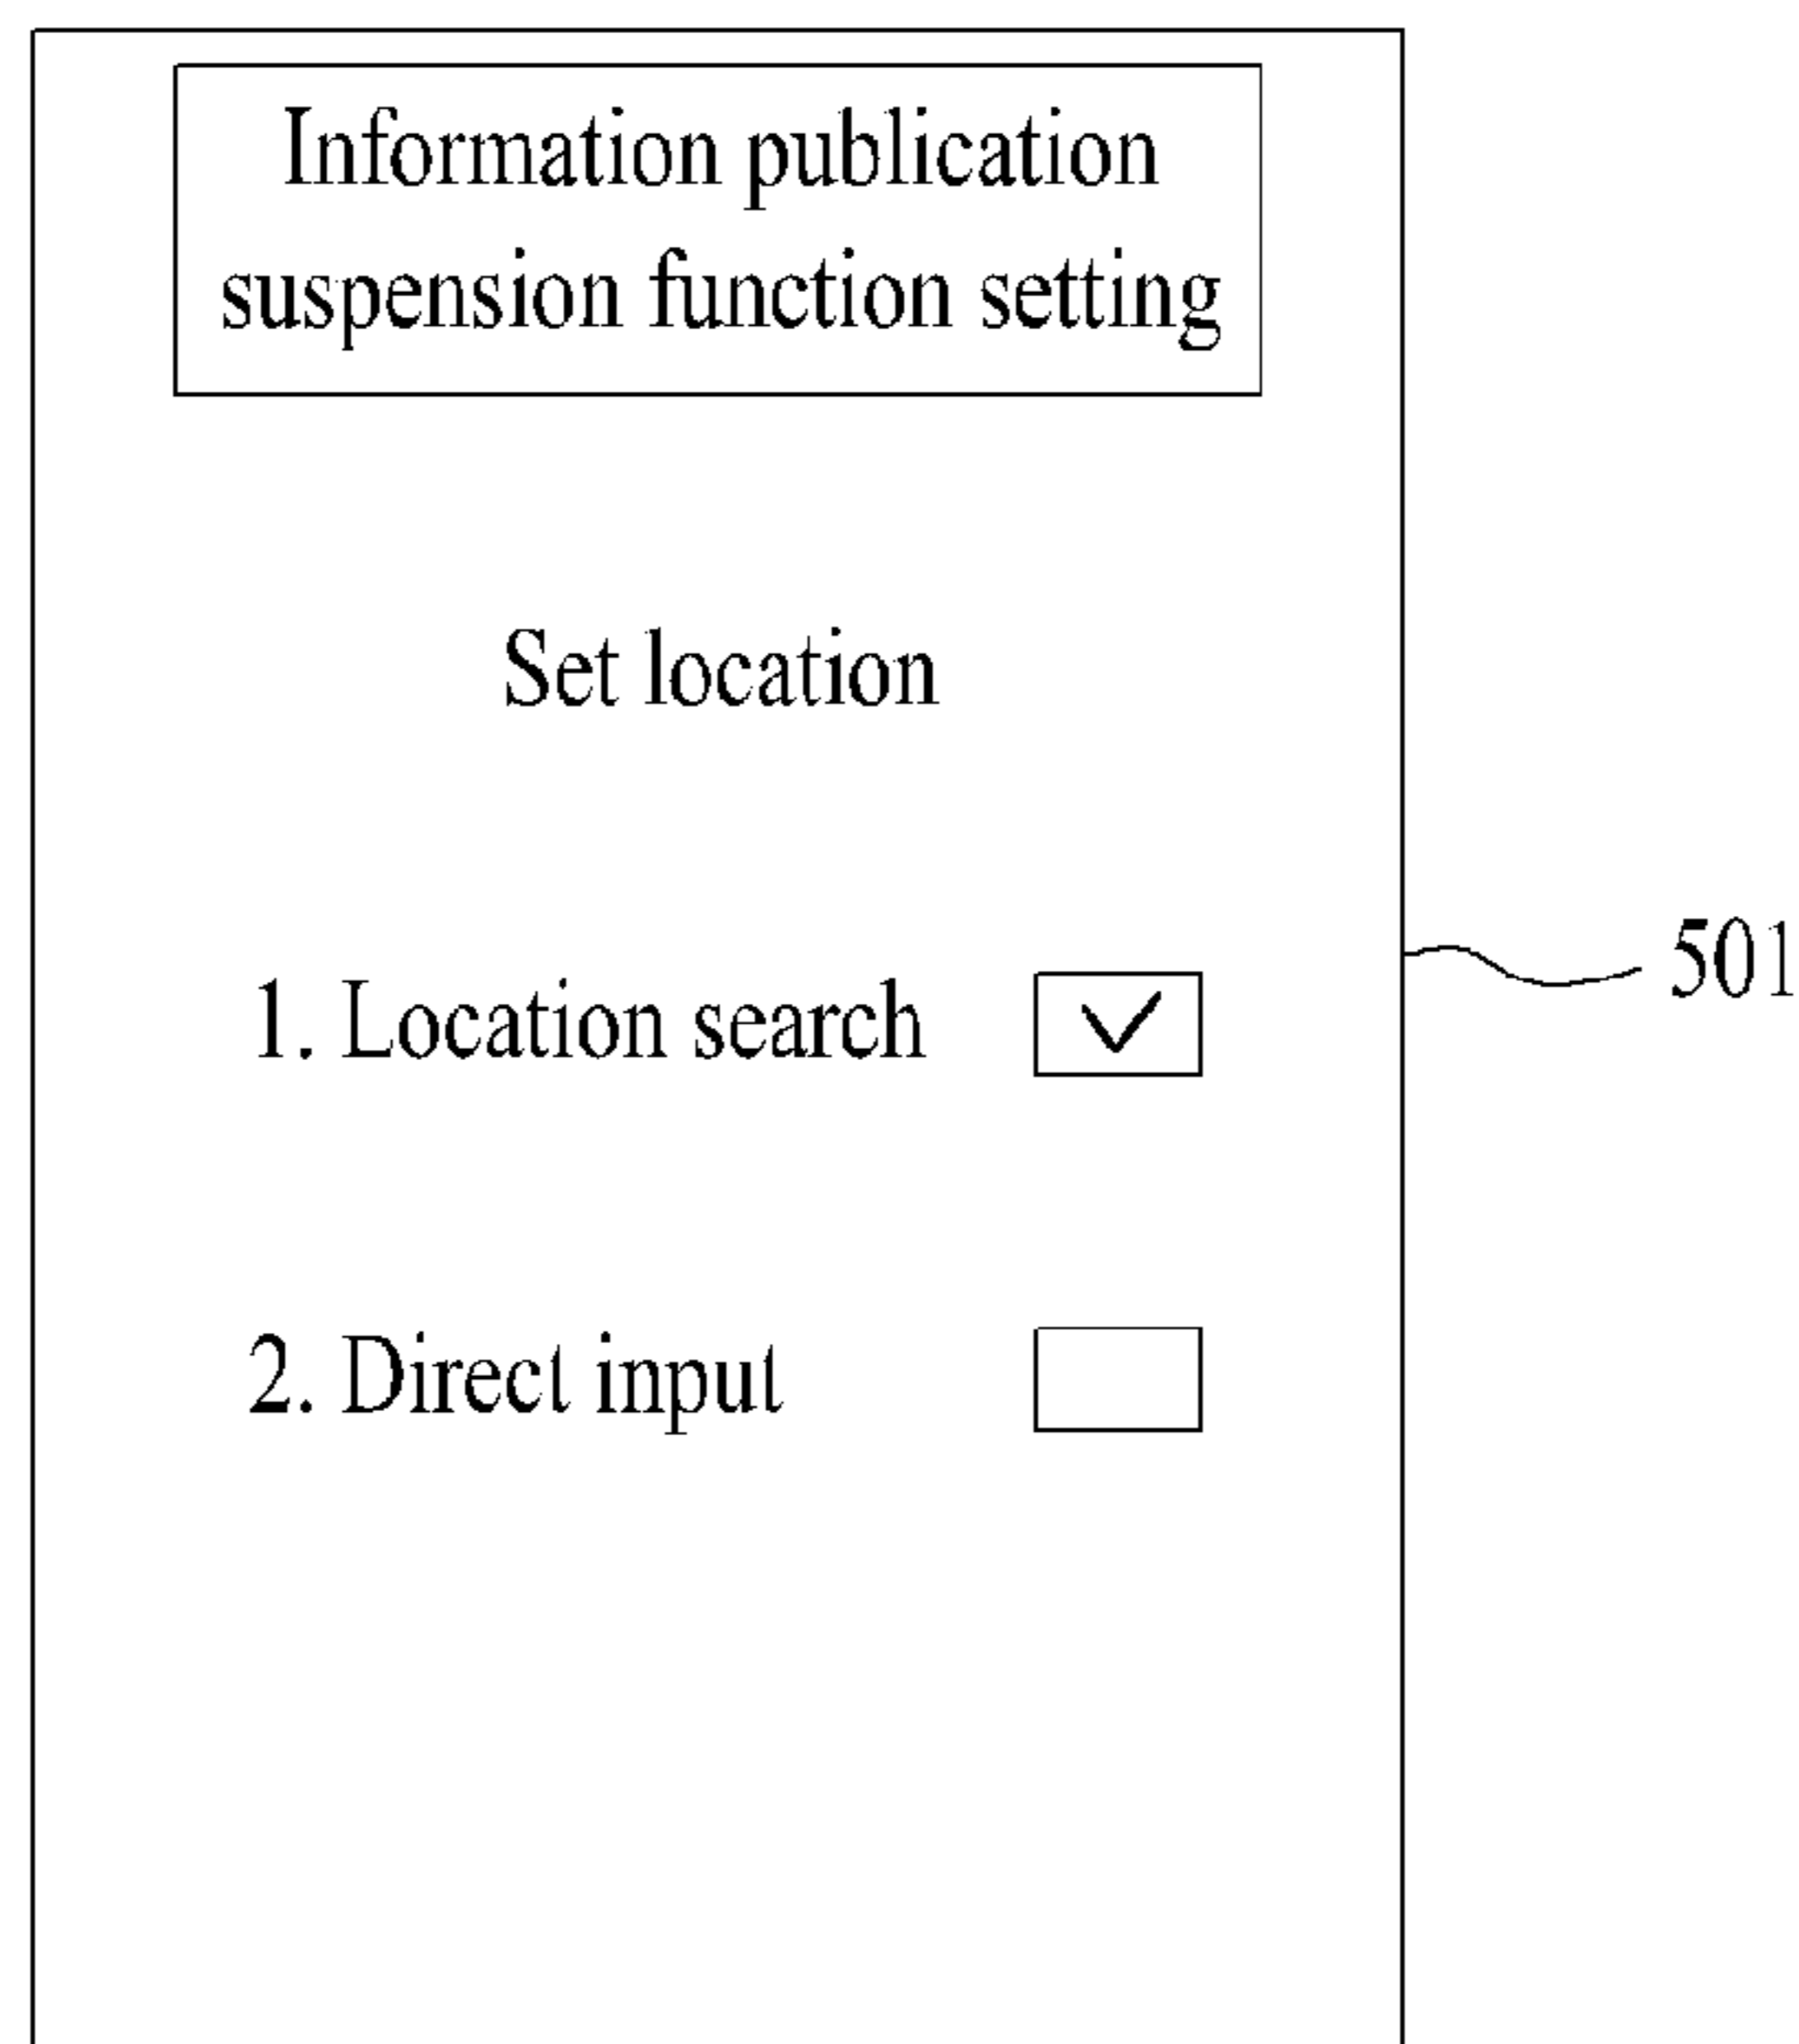 Information publication
suspension function setting
Set location
1. Location search
501
2. Direct input